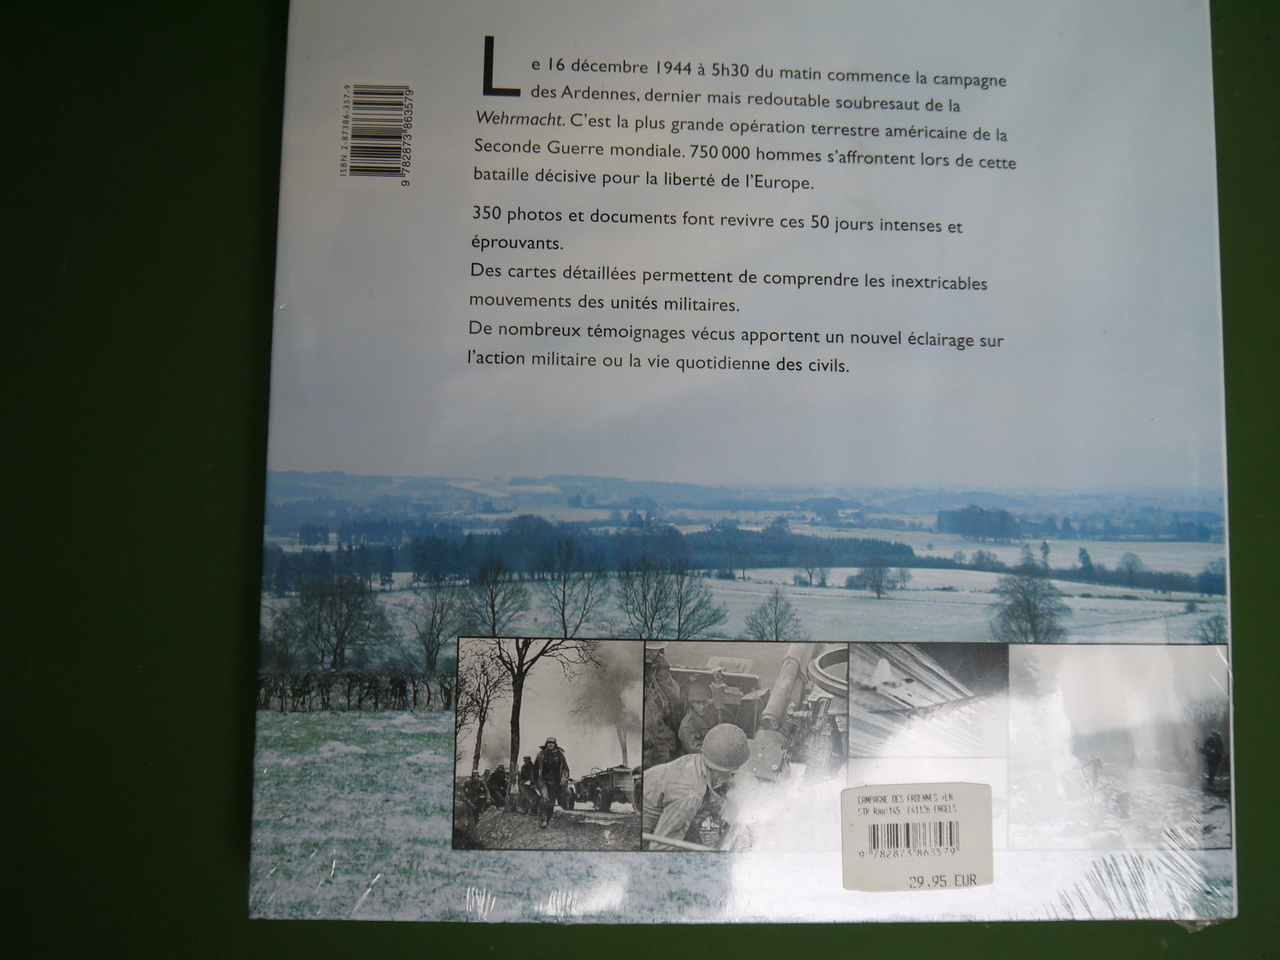 Le 16 décembre 1944 à 5h30 du matin commence la campagne
des Ardennes, dernier mais redoutable soubresaut de la
Wehrmacht. C'est la plus grande opération terrestre américaine de la
Seconde Guerre mondiale. 750 000 hommes s'affrontent lors de cette
bataille décisive pour la liberté de l'Europe.
350 photos et documents font revivre ces 50 jours intenses et
éprouvants.
Des cartes détaillées permettent de comprendre les inextricables
mouvements des unités militaires.
De nombreux témoignages vécus apportent un nouvel éclairage sur
l'action militaire ou la vie quotidienne des civils.
ISBN 2-87386-357-9
9 782873 863579
CAMPAGNE DES ARDENNES
STK Ray:145 C41126 ENGELS
9 782873 863579
29.95 EUR